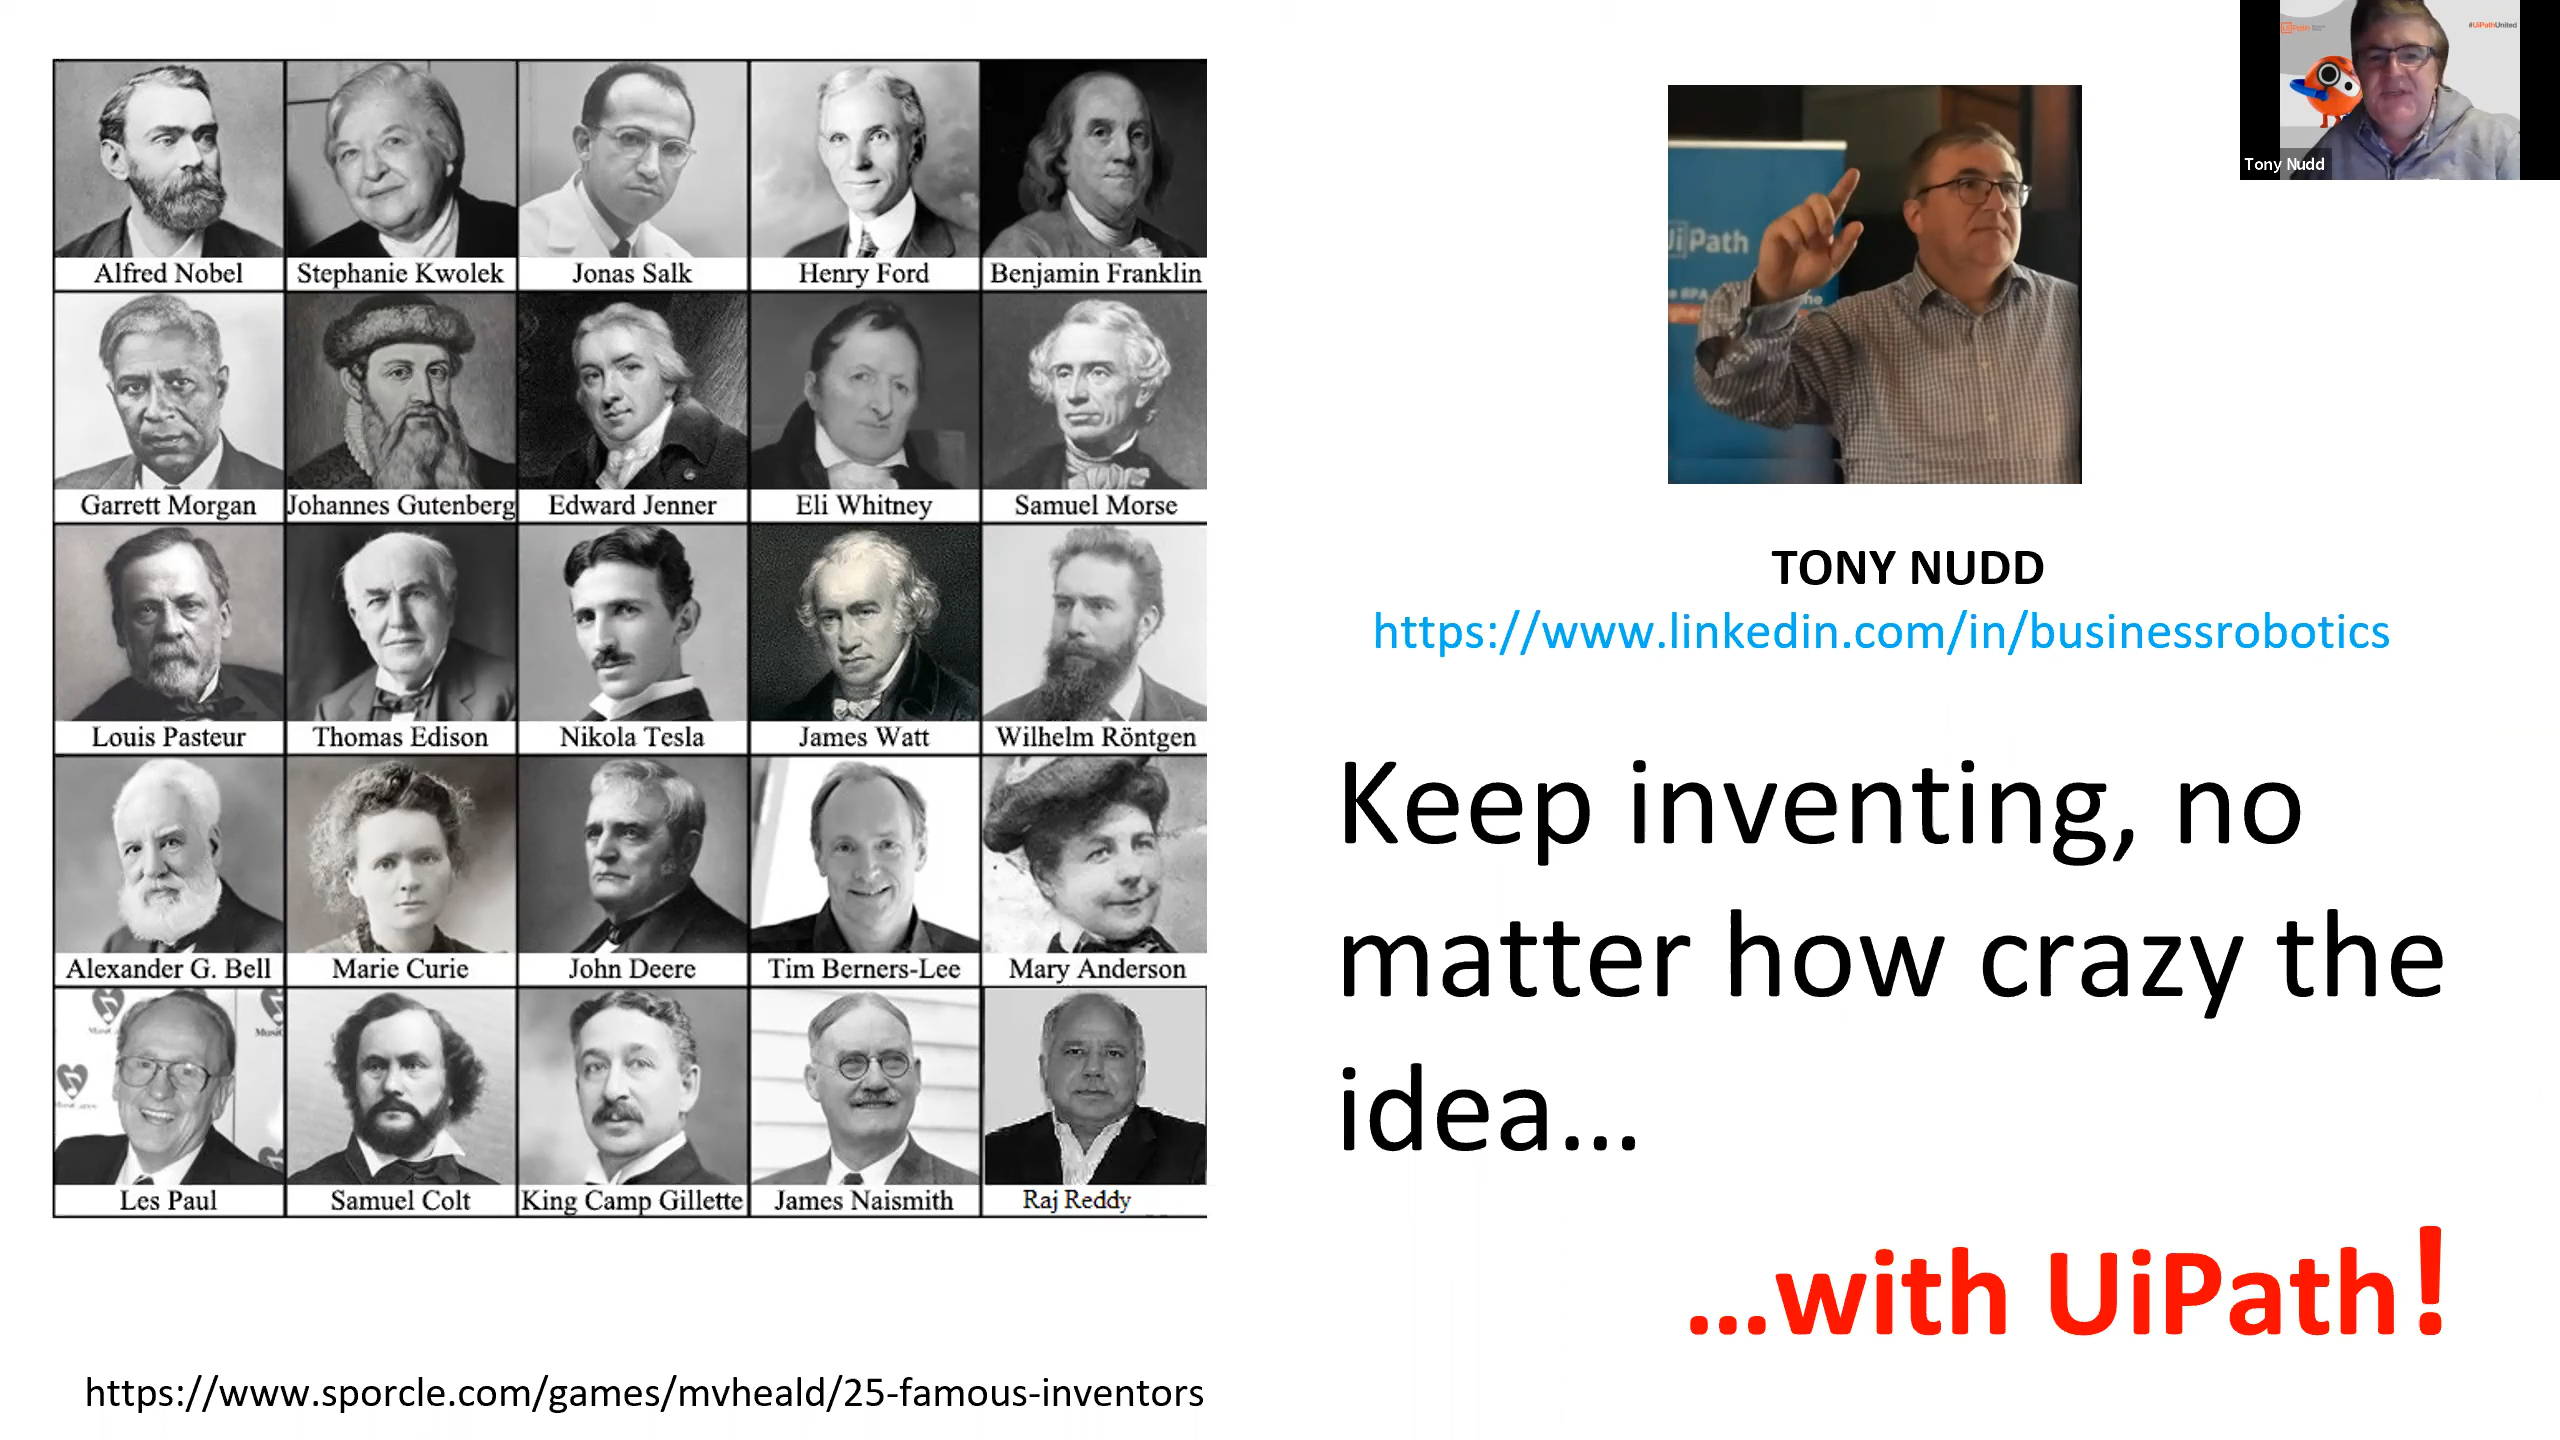 Alfred Nobel
Stephanie Kwolek
Jonas Salk
Henry Ford
Benjamin Franklin
Garrett Morgan
Johannes Gutenberg
Edward Jenner
Eli Whitney
Samuel Morse
Louis Pasteur
Thomas Edison
Nikola Tesla
James Watt
Wilhelm Röntgen
Alexander G. Bell
Marie Curie
John Deere
Tim Berners-Lee
Mary Anderson
Les Paul
Samuel Colt
King Camp Gillette
James Naismith
Raj Reddy
https://www.sporcle.com/games/mvheald/25-famous-inventors
UiPath
#UiPathUnited
Tony Nudd
UiPath
TONY NUDD
https://www.linkedin.com/in/businessrobotics
Keep inventing, no
matter how crazy the
idea...
...with UiPath!